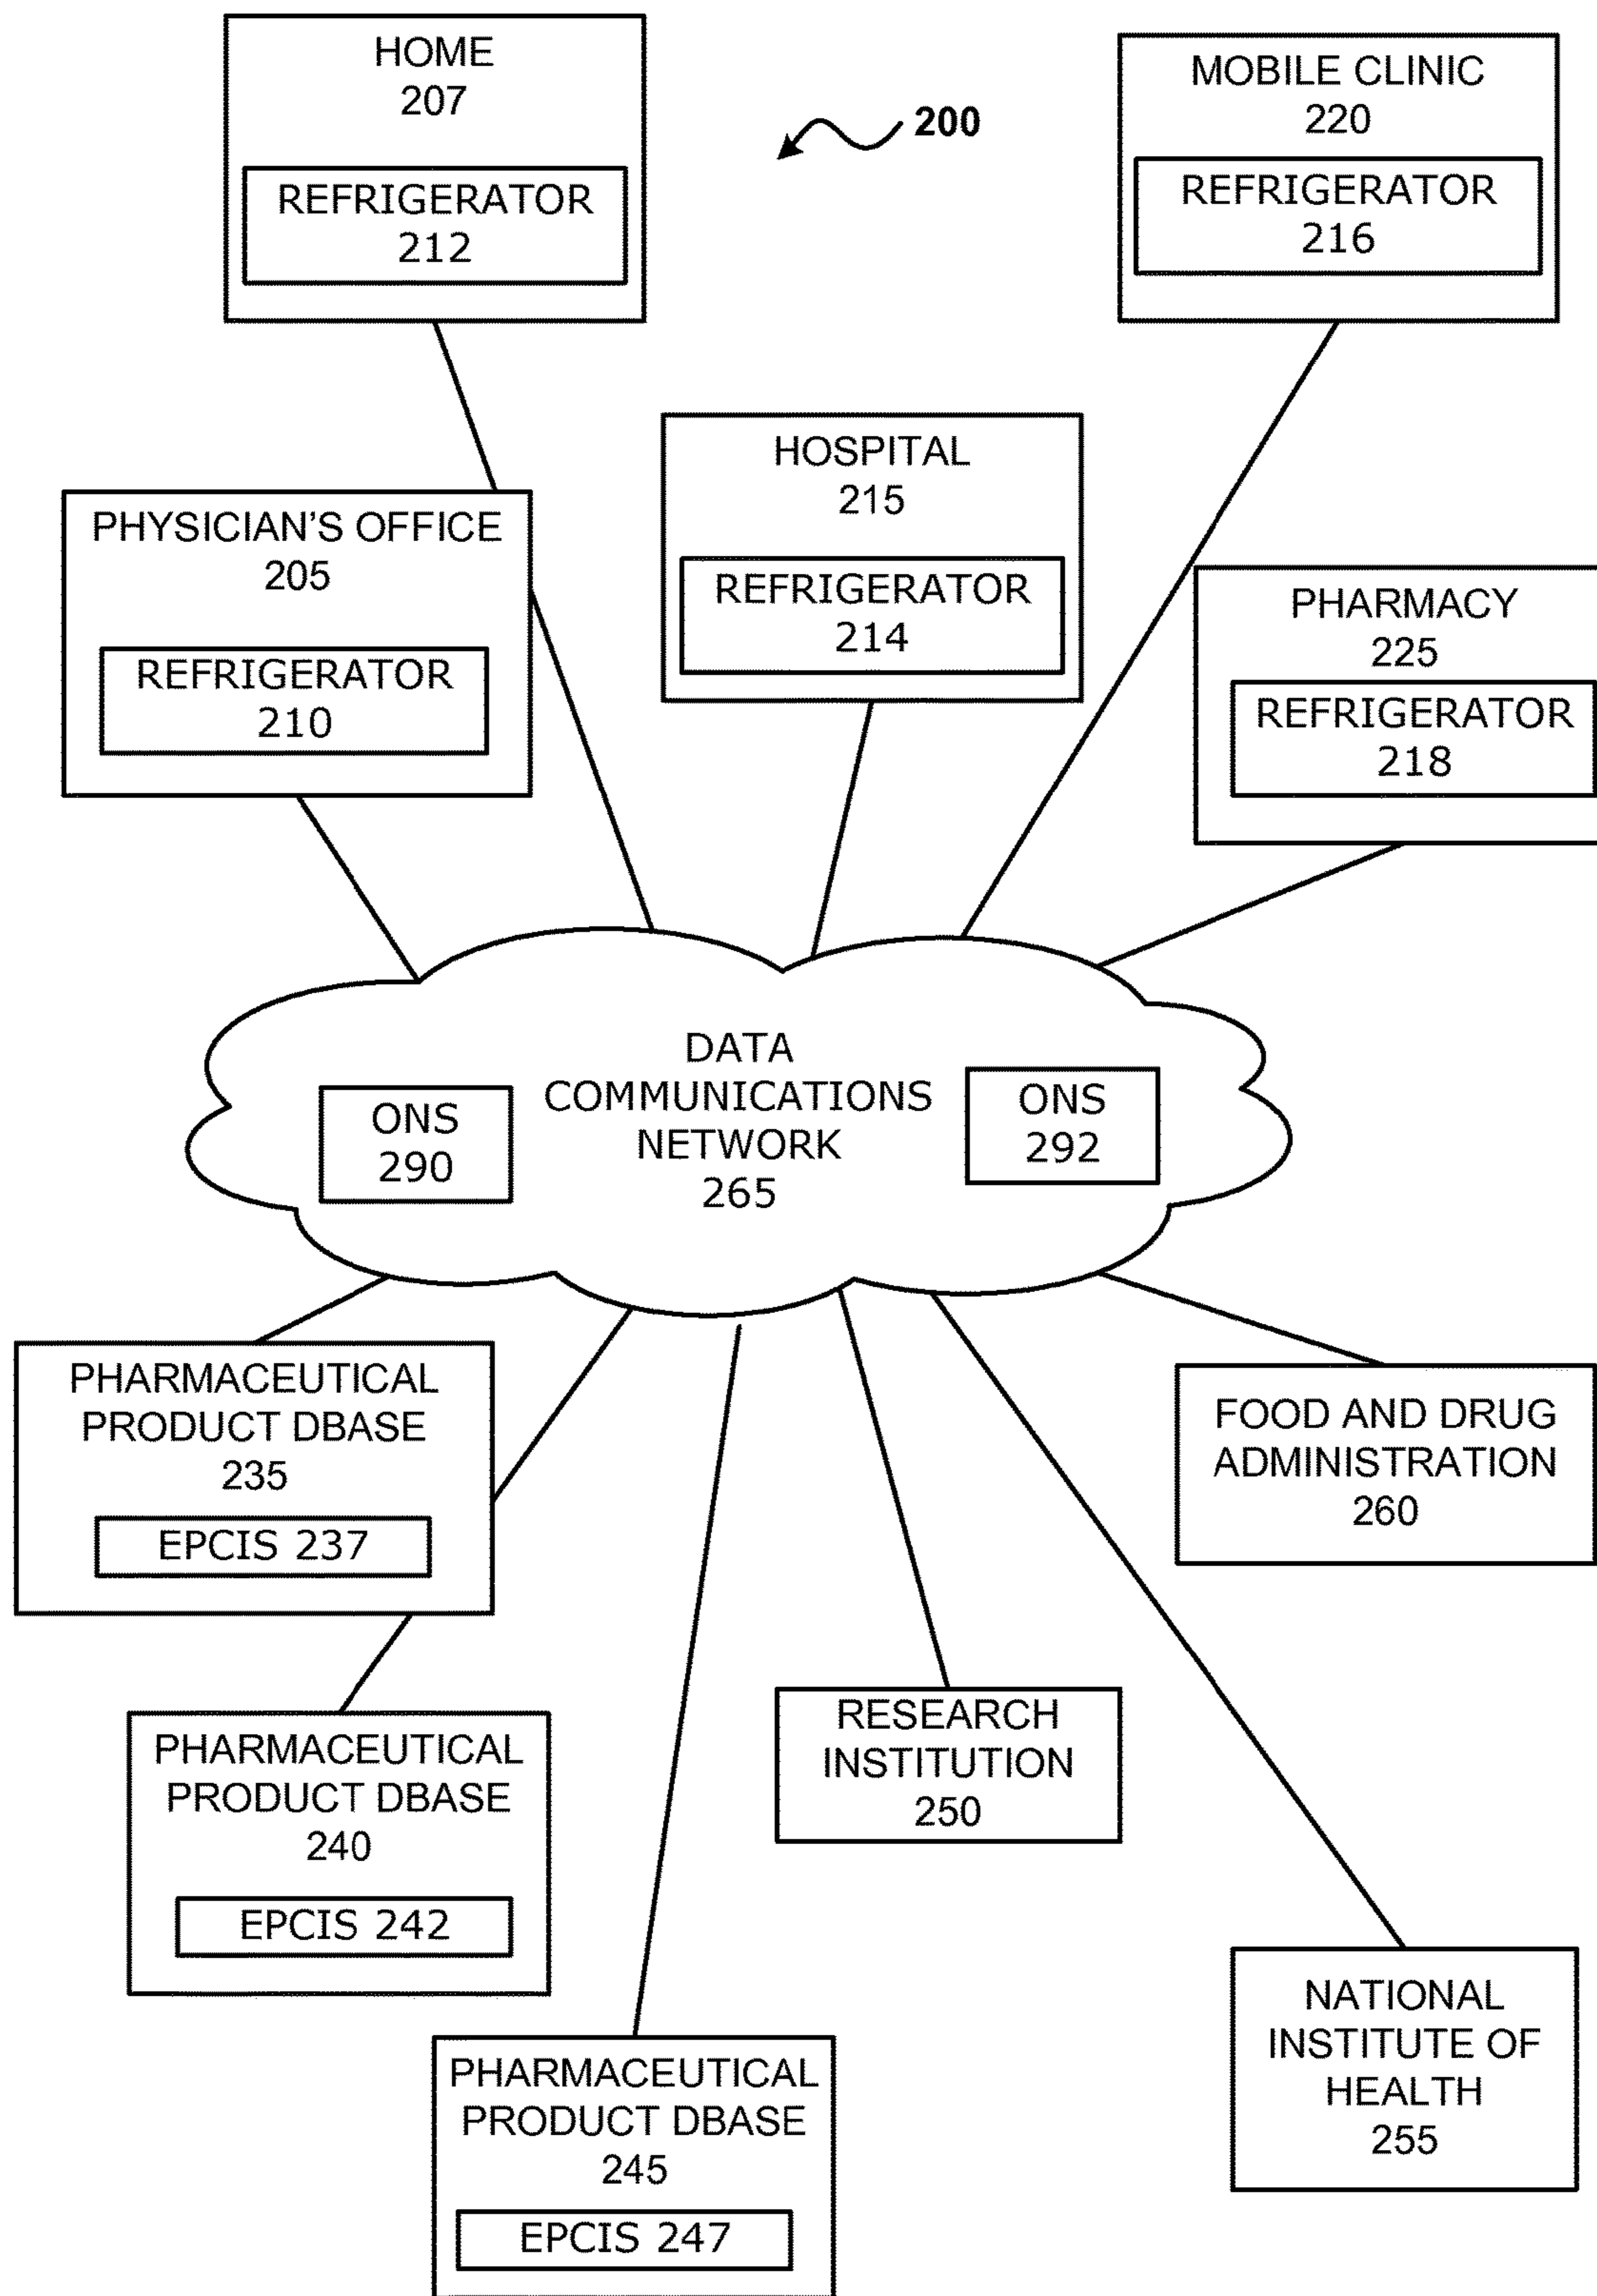 HOME
207
REFRIGERATOR
212
200
MOBILE CLINIC
220
REFRIGERATOR
216
HOSPITAL
215
REFRIGERATOR
214
PHYSICIAN'S OFFICE
205
REFRIGERATOR
210
PHARMACY
225
REFRIGERATOR
218
DATA
COMMUNICATIONS
NETWORK
265
ONS
290
ONS
292
PHARMACEUTICAL
PRODUCT DBASE
235
EPCIS 237
FOOD AND DRUG
ADMINISTRATION
260
PHARMACEUTICAL
PRODUCT DBASE
240
EPCIS 242
RESEARCH
INSTITUTION
250
NATIONAL
INSTITUTE OF
HEALTH
255
PHARMACEUTICAL
PRODUCT DBASE
245
EPCIS 247